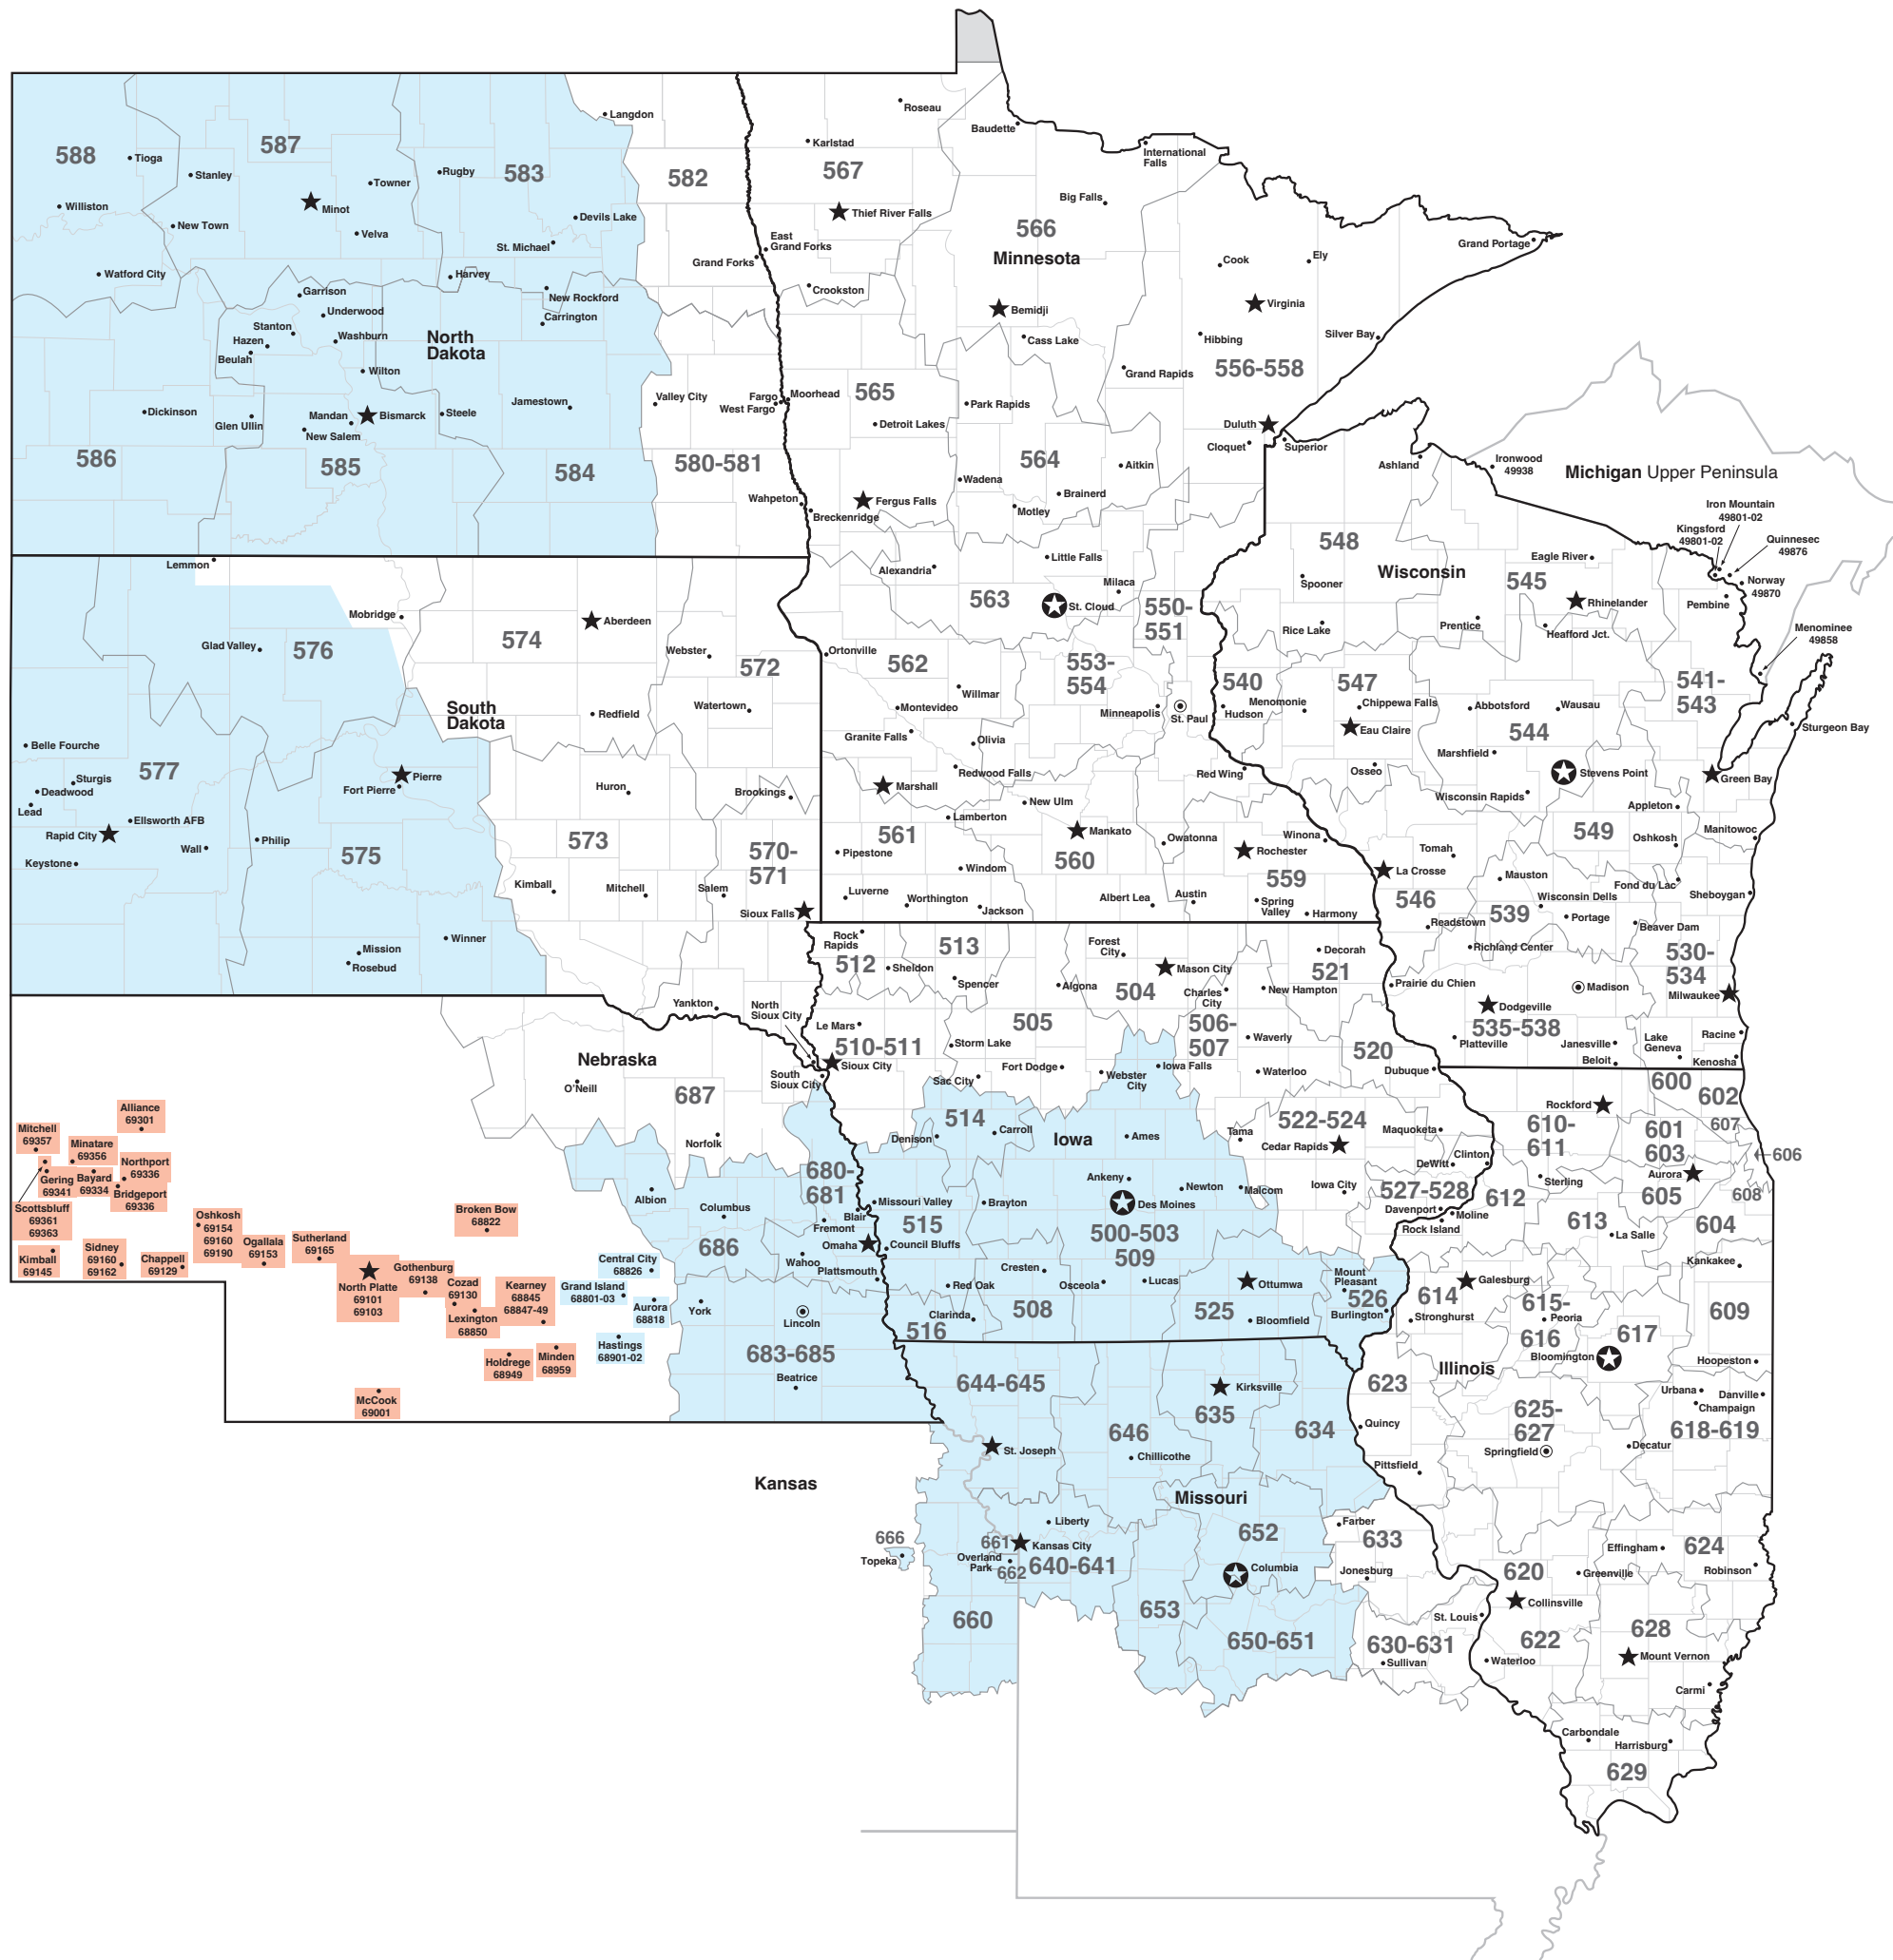 Langdon
Roseau
Baudette
Karlstad
International
Falls
588
587
583
582
567
Tioga
Stanley
Rugby
Towner
Minot
Williston
New Town
Velva
Devils Lake
St. Michael
Thief River Falls
Big Falls
566
Minnesota
East
Grand Forks
Grand Forks
Grand Portage
Cook
Ely
Watford City
Harvey
Garrison
New Rockford
Crookston
Underwood
Carrington
Bemidji
Virginia
Stanton
Washburn
Hazen
Beulah
North
Dakota
Cass Lake
Hibbing
Silver Bay
556-558
Wilton
Grand Rapids
Dickinson
Glen Ullin
Mandan
Bismarck
New Salem
Steele
Jamestown
Valley City
Fargo
West Fargo
Moorhead
565
Park Rapids
Detroit Lakes
Duluth
Superior
Cloquet
586
585
584
580-581
564
Aitkin
Ashland
Ironwood
49938
Michigan Upper Peninsula
Wadena
Brainerd
Motley
Wahpeton
Breckenridge
Fergus Falls
Iron Mountain
49801-02
Kingsford
49801-02
Quinnesec
49876
Norway
49870
Pembine
Menominee
49858
548
Wisconsin
Eagle River
545
Rhinelander
Spooner
Little Falls
Alexandria
Milaca
563
St. Cloud
550-
551
Rice Lake
Prentice
Heafford Jct.
Lemmon
Mobridge
574
Aberdeen
Glad Valley
576
Webster
572
Ortonville
562
553-
554
540
547
541-
543
South
Dakota
Watertown
Redfield
Willmar
Montevideo
Minneapolis
St. Paul
Hudson
Menomonie
Chippewa Falls
Eau Claire
Abbotsford
Wausau
544
Sturgeon Bay
Belle Fourche
577
Granite Falls
Olivia
Marshfield
Sturgis
Deadwood
Lead
Pierre
Fort Pierre
Huron
Brookings
Marshall
Redwood Falls
Red Wing
Osseo
Stevens Point
Green Bay
Wisconsin Rapids
Appleton
Ellsworth AFB
Rapid City
Wall
Philip
Keystone
575
573
570-
571
New Ulm
Lamberton
561
Pipestone
Mankato
560
Owatonna
Winona
Rochester
559
Tomah
La Crosse
549
Oshkosh
Manitowoc
Kimball
Mitchell
Salem
Sioux Falls
Luverne
Windom
Worthington
Jackson
Albert Lea
Austin
Spring
Valley
Harmony
546
Mauston
Wisconsin Dells
Fond du Lac
Sheboygan
539
Portage
Readstown
Richland Center
Beaver Dam
Winner
Mission
Rosebud
Rock
Rapids
512
513
Sheldon
Spencer
Forest
City
Mason City
Decorah
521
504
Algona
Charles
City
New Hampton
Prairie du Chien
530-
534
Madison
Milwaukee
Dodgeville
Yankton
North
Sioux City
Le Mars
510-511
Sioux City
505
Storm Lake
506-
507
Waverly
520
535-538
Platteville
Janesville
Beloit
Lake
Geneva
Racine
Kenosha
Nebraska
O'Neill
687
South
Sioux City
Sac City
Fort Dodge
Webster
City
Iowa Falls
Waterloo
Dubuque
600
602
Rockford
610-
611
601
603
607
606
Alliance
69301
Mitchell
69357
Minatare
69356
Northport
69336
Gering
69341
Bayard
69334
Bridgeport
69336
Scottsbluff
69361
69363
Norfolk
514
Denison
Carroll
Iowa
Ames
Tama
522-524
Cedar Rapids
Maquoketa
DeWitt
Clinton
680-
681
Albion
Columbus
Missouri Valley
Brayton
Ankeny
Newton
Des Moines
Malcom
Iowa City
527-528
Davenport
Moline
Rock Island
612
Sterling
Aurora
605
608
Oshkosh
69154
69160
69190
Broken Bow
68822
Blair
Fremont
515
Omaha
Council Bluffs
500-503
509
613
La Salle
604
Kankakee
Kimball
69145
Sidney
69160
69162
Chappell
69129
Ogallala
69153
Sutherland
69165
North Platte
69101
69103
Gothenburg
69138
Cozad
69130
Lexington
68850
Kearney
68845
68847-49
Central City
68826
Grand Island
68801-03
Aurora
68818
686
Wahoo
Plattsmouth
York
Lincoln
Red Oak
Creston
Osceola
Lucas
Ottumwa
Mount
Pleasant
526
Burlington
614
Galesburg
Stronghurst
615-
Peoria
616
609
Clarinda
516
508
525
Bloomfield
617
Bloomington
Hoopeston
Hastings
68901-02
Holdrege
68949
Minden
68959
683-685
Beatrice
McCook
69001
644-645
Kirksville
635
623
Illinois
Urbana
Danville
Champaign
618-619
634
646
Quincy
625-
627
Springfield
Decatur
St. Joseph
Chillicothe
Pittsfield
Kansas
Missouri
666
Topeka
Liberty
661
Kansas City
Overland
Park
662
640-641
652
Columbia
Farber
633
Jonesburg
Effingham
624
620
Greenville
Robinson
660
653
650-651
St. Louis
630-631
Sullivan
Collinsville
622
Waterloo
628
Mount Vernon
Carmi
Carbondale
Harrisburg
629